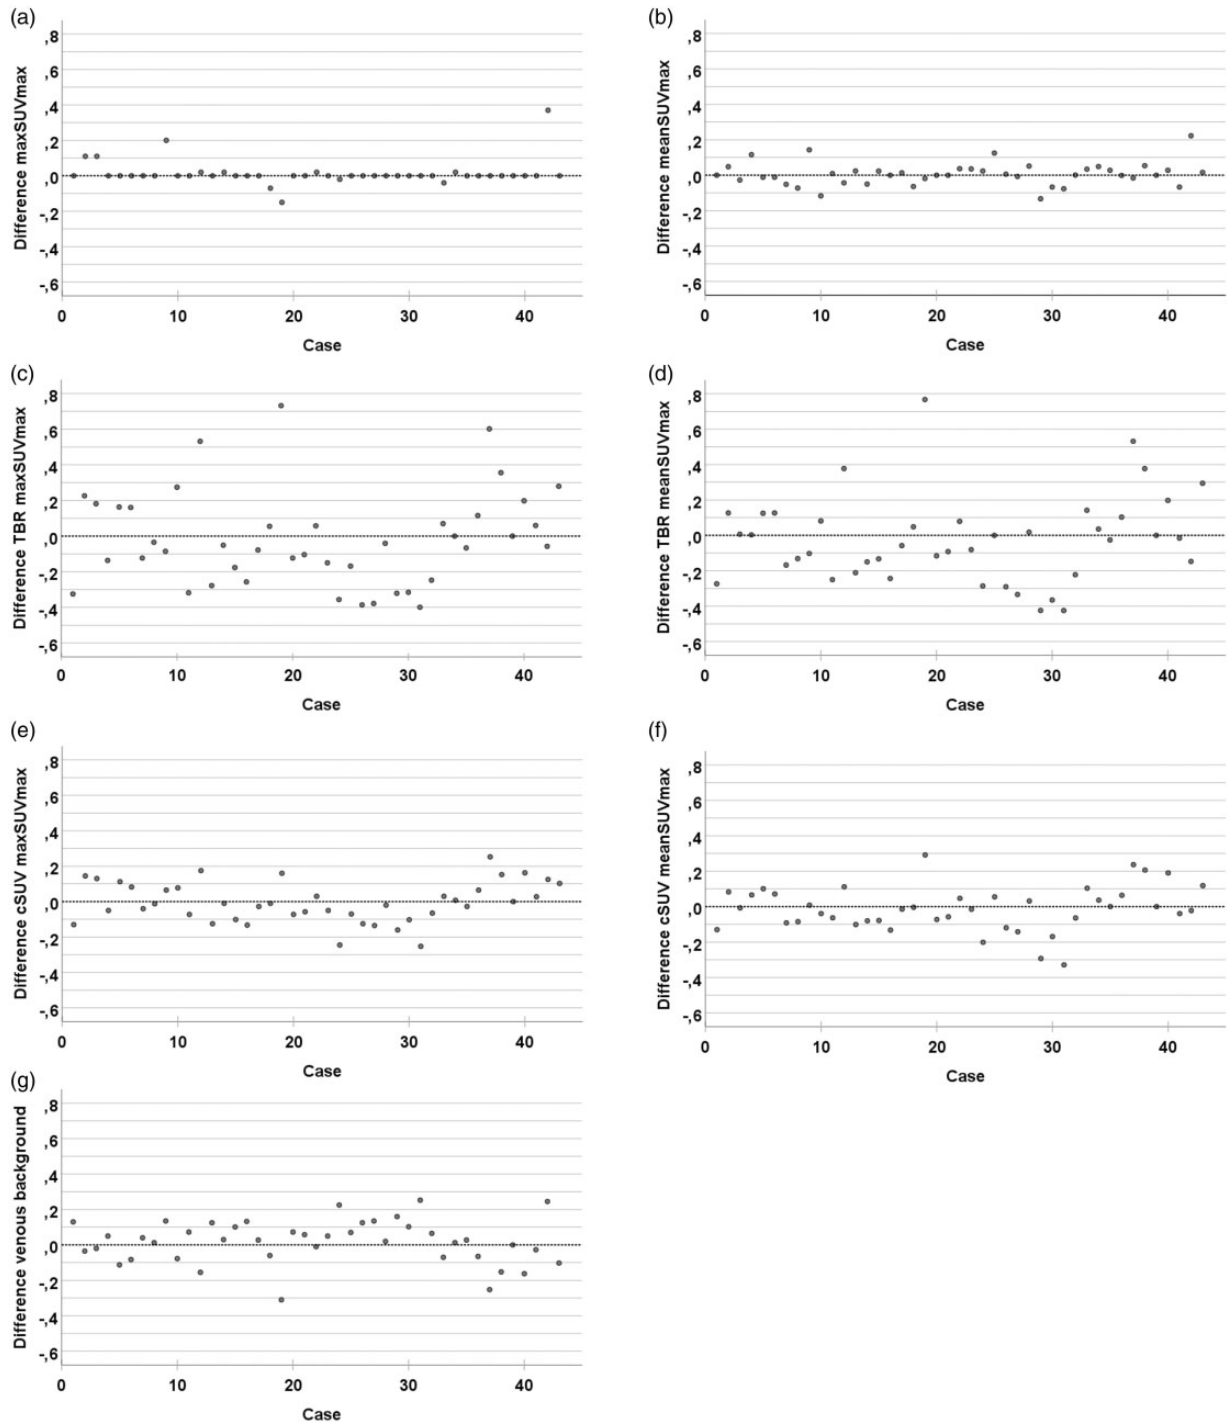 (a)
Difference maxSUVmax
,8
,6
,4
,2
,0
-,2
-,4
-,6
0 10 20 30 40
Case
(b)
Difference meanSUVmax
,8
,6
,4
,2
,0
-,2
-,4
-,6
0 10 20 30 40
Case
(c)
Difference TBR maxSUVmax
,8
,6
,4
,2
,0
-,2
-,4
-,6
0 10 20 30 40
Case
(d)
Difference TBR meanSUVmax
,8
,6
,4
,2
,0
-,2
-,4
-,6
0 10 20 30 40
Case
(e)
Difference cSUV maxSUVmax
,8
,6
,4
,2
,0
-,2
-,4
-,6
0 10 20 30 40
Case
(f)
Difference cSUV meanSUVmax
,8
,6
,4
,2
,0
-,2
-,4
-,6
0 10 20 30 40
Case
(g)
Difference venous background
,8
,6
,4
,2
,0
-,2
-,4
-,6
0 10 20 30 40
Case